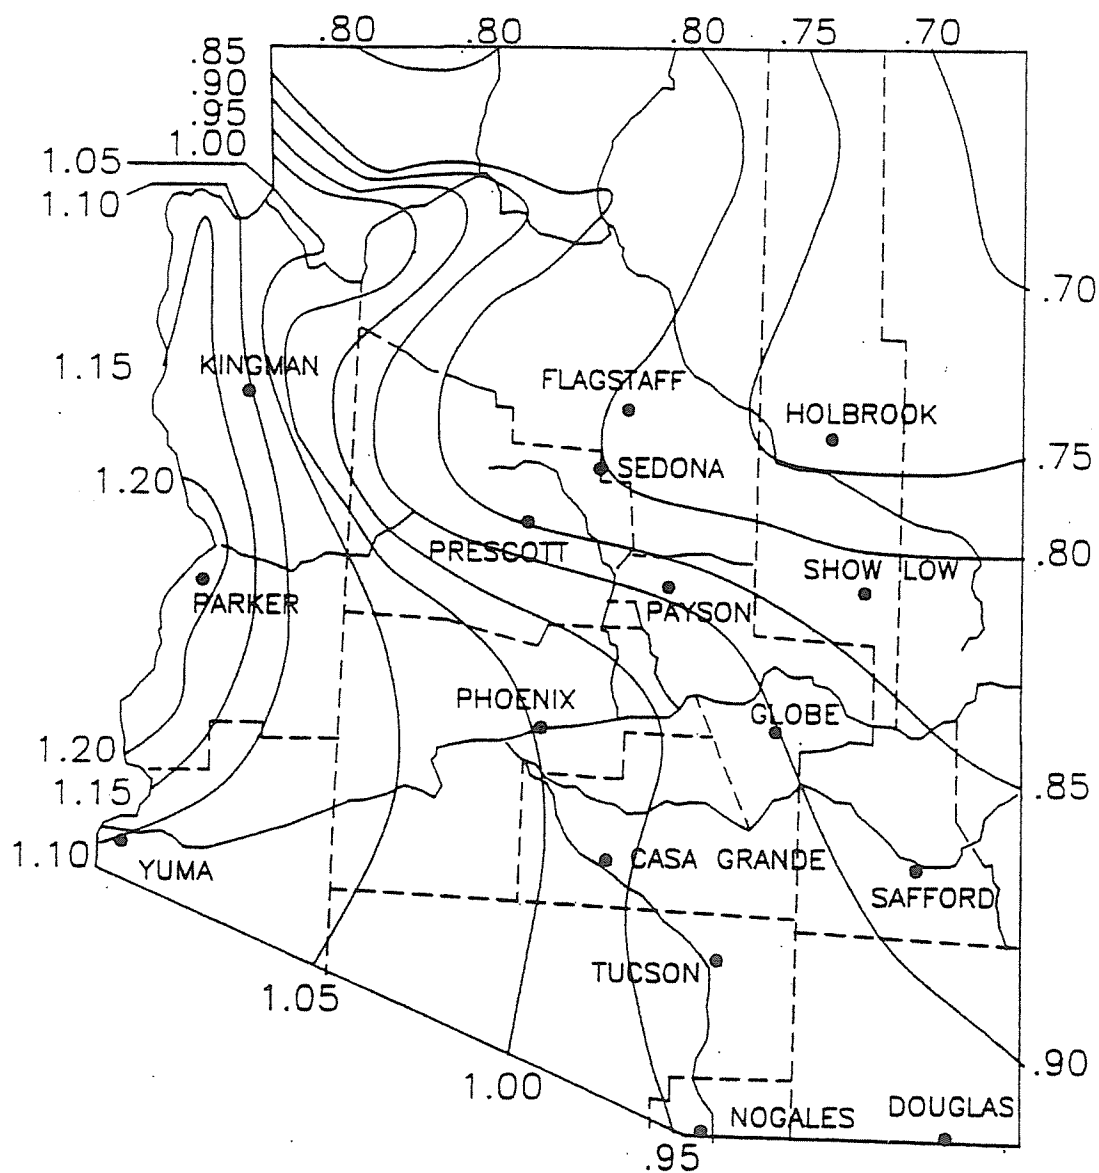 .80
.80
.80
.75
.70
.85
.90
.95
1.00
1.05
1.10
.70
1.15
KINGMAN
FLAGSTAFF
HOLBROOK
.75
SEDONA
1.20
PRESCOTT
.80
SHOW LOW
PARKER
PAYSON
PHOENIX
GLOBE
1.20
1.15
.85
1.10
YUMA
CASA GRANDE
SAFFORD
TUCSON
1.05
.90
1.00
NOGALES
DOUGLAS
.95